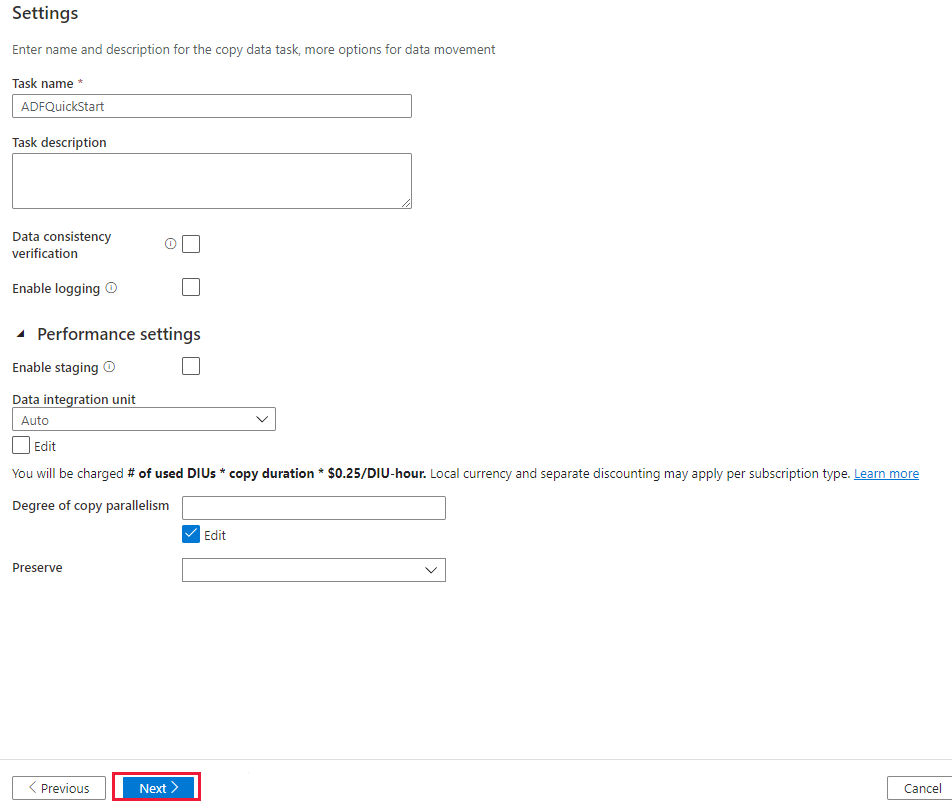 Settings
Enter name and description for the copy data task, more options for data movement
Task name *
ADFQuickStart
Task description
Data consistency
verification
Enable logging
Performance settings
Enable staging
Data integration unit
Auto
Edit
You will be charged # of used DIUs * copy duration * $0.25/DIU-hour. Local currency and separate discounting may apply per subscription type. Learn more
Degree of copy parallelism
Edit
Preserve
Previous Next Cancel